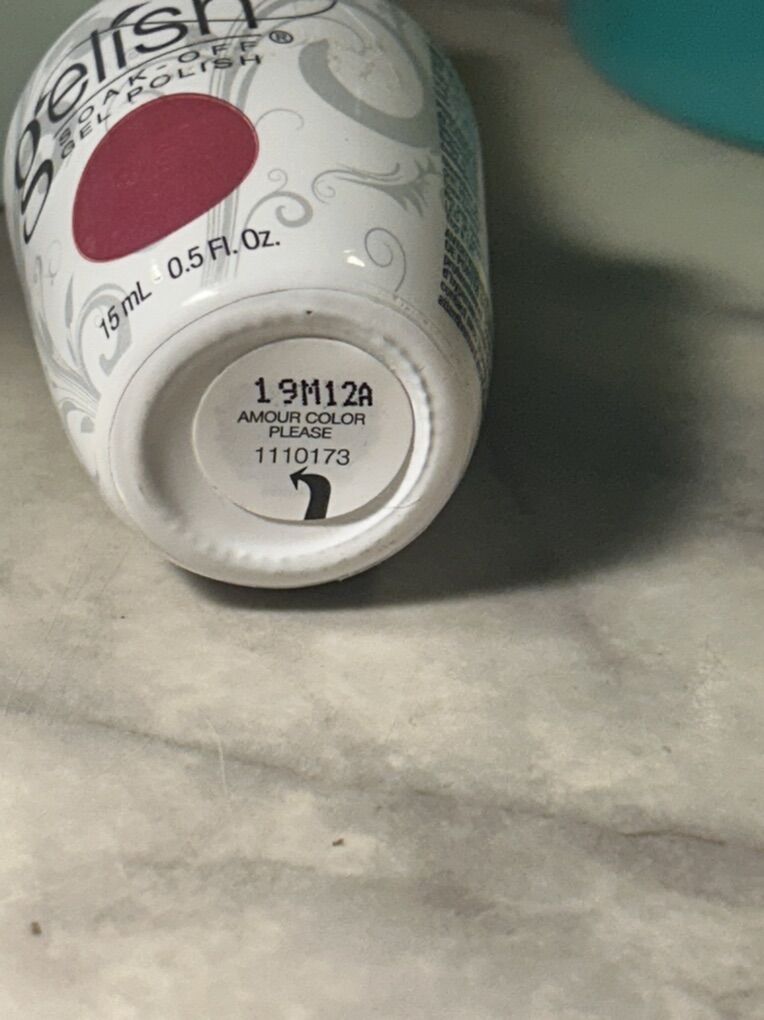 gelish®
SOAK-OFF
GEL POLISH
15 mL 0.5 Fl. Oz.
19M12A
AMOUR COLOR
PLEASE
1110173